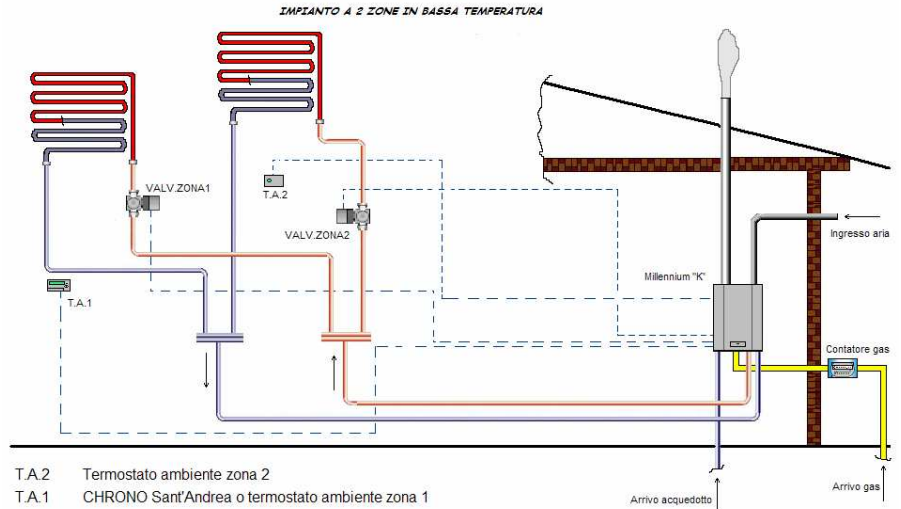 IMPIANTO A 2 ZONE IN BASSA TEMPERATURA
VALV.ZONA1
T.A.2
VALV.ZONA2
Ingresso aria
Millennium "K"
T.A.1
Contatore gas
T.A.2 Termostato ambiente zona 2
T.A.1 CHRONO Sant'Andrea o termostato ambiente zona 1
Arrivo acquedotto
Arrivo gas